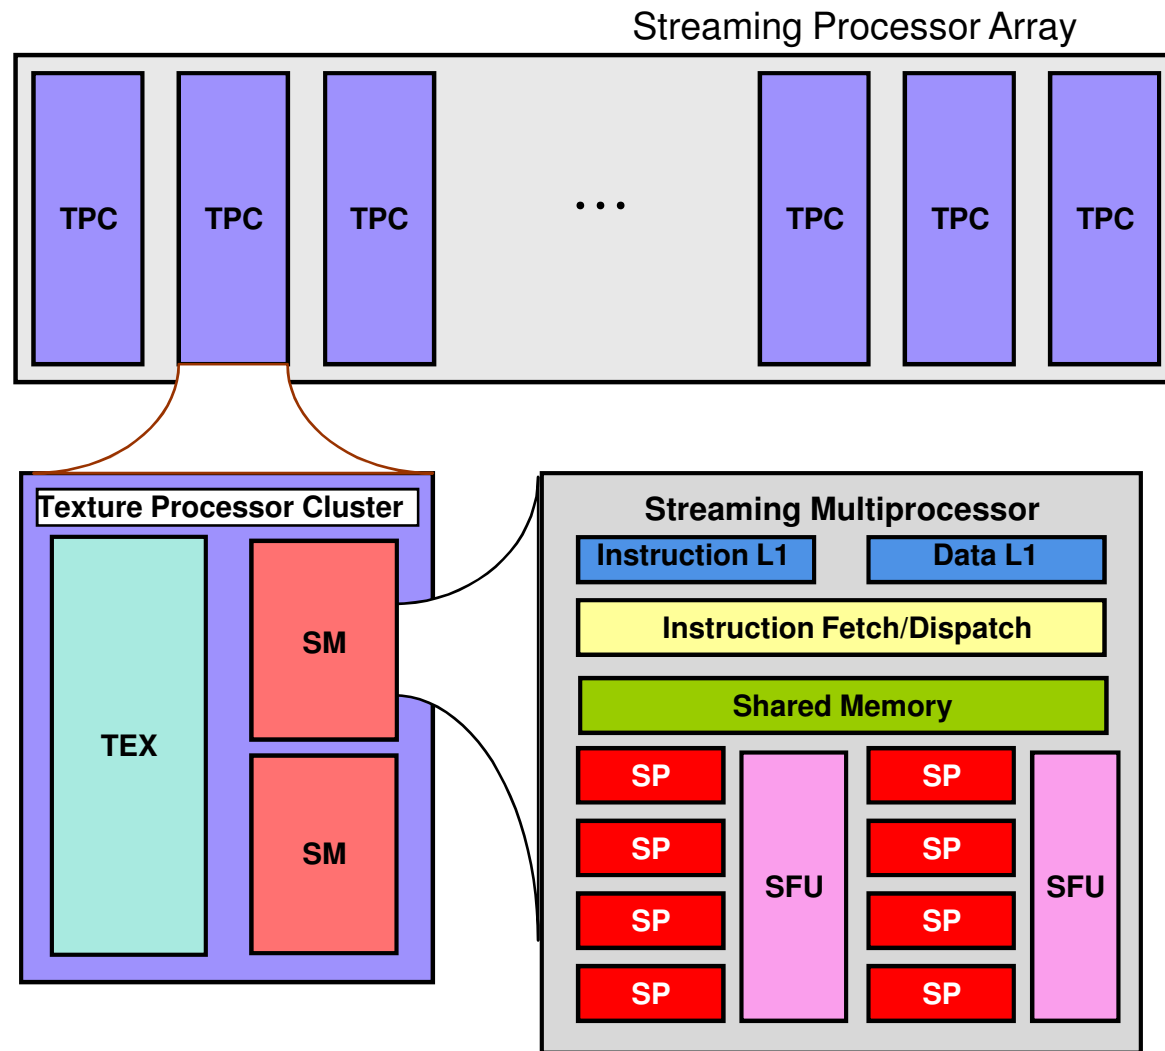 Streaming Processor Array
TPC TPC TPC ... TPC TPC TPC
Texture Processor Cluster
TEX
SM
SM
Streaming Multiprocessor
Instruction L1 Data L1
Instruction Fetch/Dispatch
Shared Memory
SP SP
SP SP
SFU SFU
SP SP
SP SP